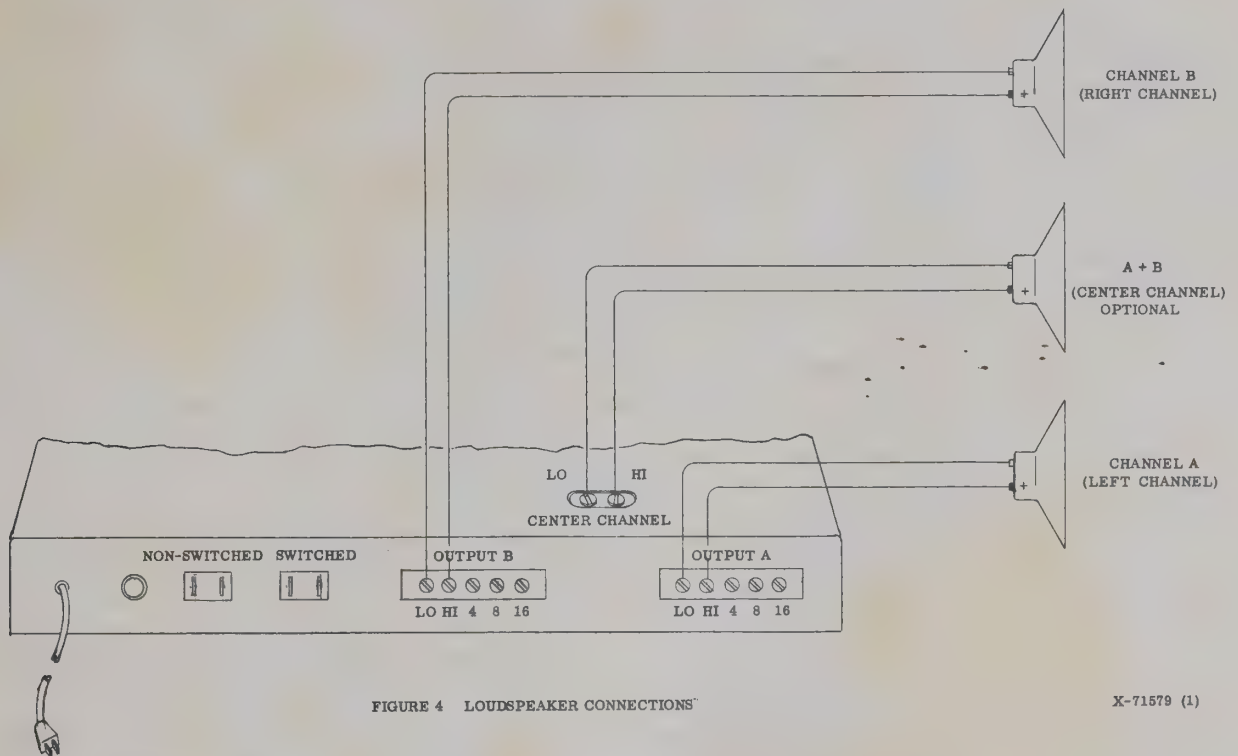 CHANNEL B
(RIGHT CHANNEL)
+
A + B
(CENTER CHANNEL)
OPTIONAL
+
CHANNEL A
(LEFT CHANNEL)
+
LO HI
CENTER CHANNEL
NON-SWITCHED SWITCHED
OUTPUT B
LO HI 4 8 16
OUTPUT A
LO HI 4 8 16
FIGURE 4 LOUDSPEAKER CONNECTIONS
X-71579 (1)